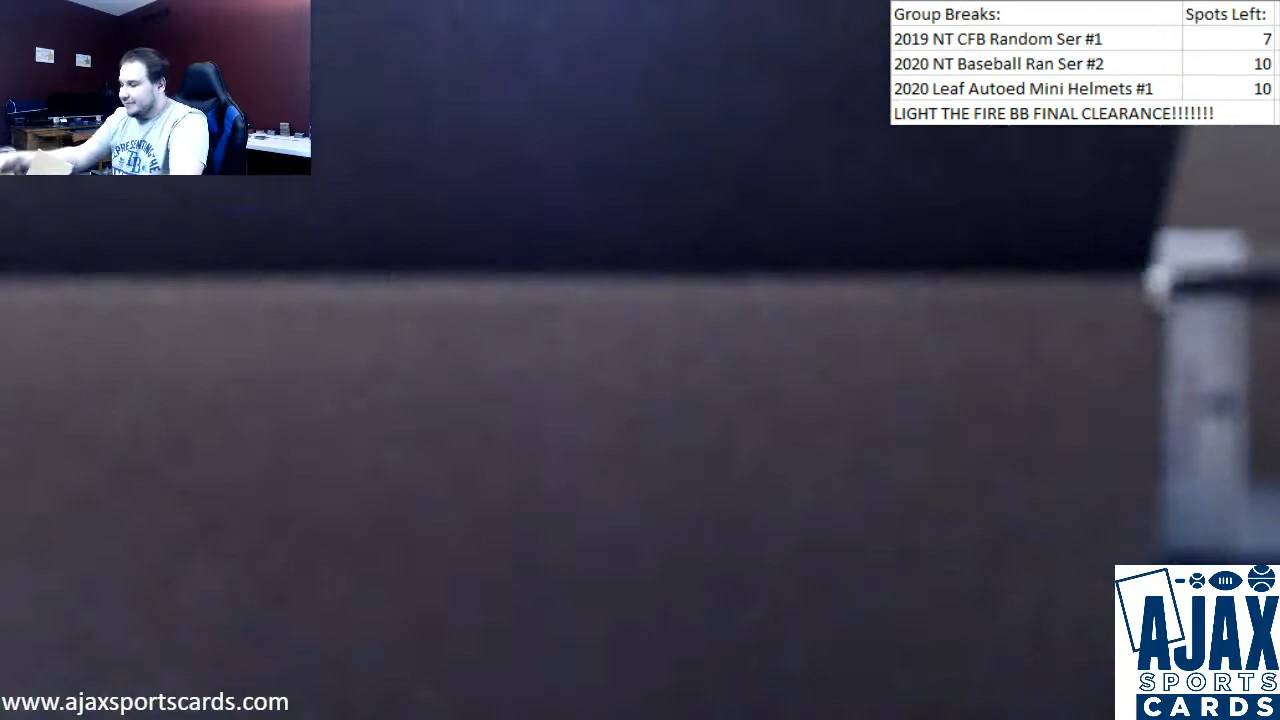 Group Breaks: Spots Left:
2019 NT CFB Random Ser #1 7
2020 NT Baseball Ran Ser #2 10
2020 Leaf Autoed Mini Helmets #1 10
LIGHT THE FIRE BB FINAL CLEARANCE!!!!!!!
AJAX
SPORTS
CARDS
www.ajaxsportscards.com